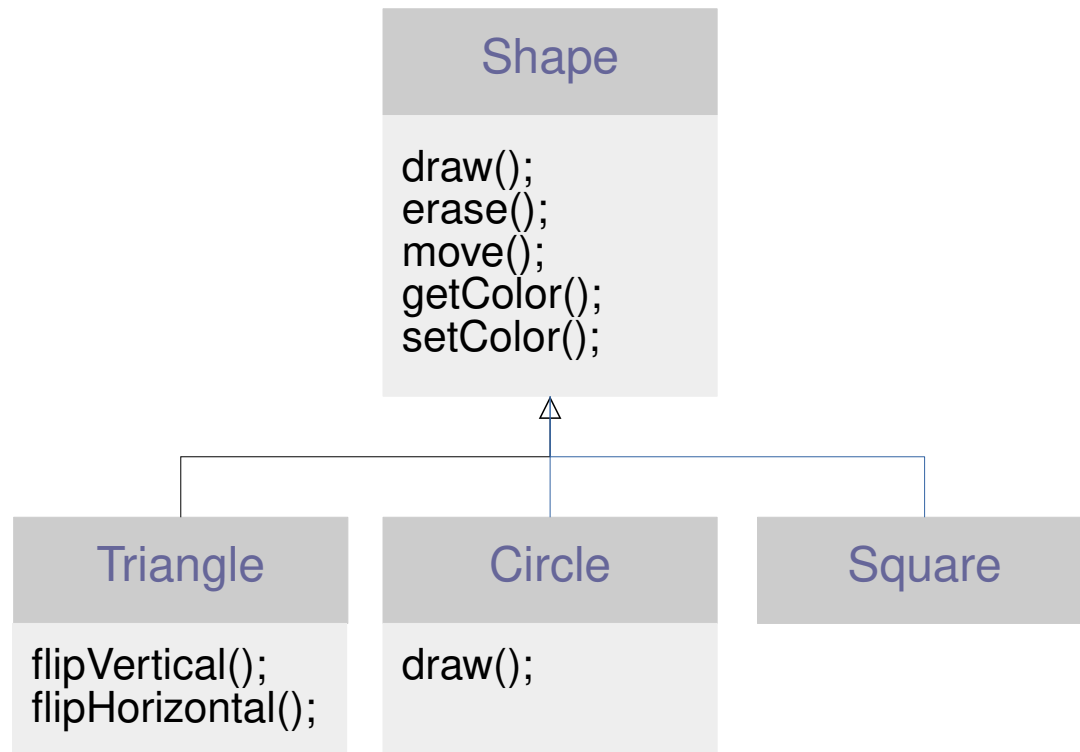 Shape
draw();
erase();
move();
getColor();
setColor();
Triangle
flipVertical();
flipHorizontal();
Circle
draw();
Square